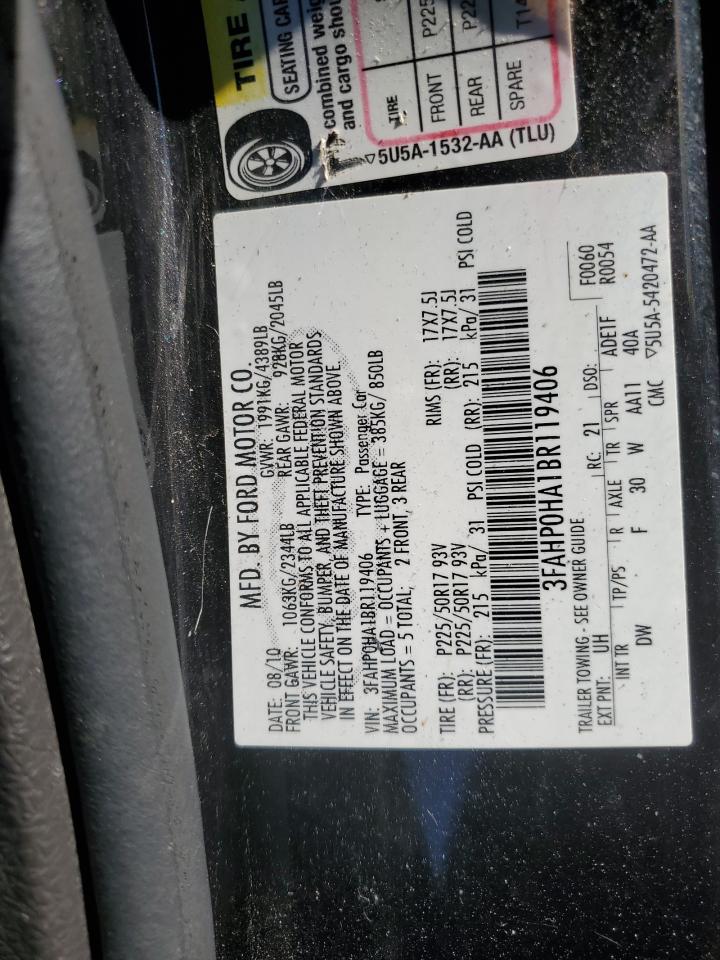 TIRE
SEATING CAP
combined weig
and cargo shou
TIRE
FRONT P225
REAR P22
SPARE T14
▽5U5A-1532-AA (TLU)
MFD. BY FORD MOTOR CO.
DATE: 08/10 GVWR: 1991KG/4389LB
FRONT GAWR: 1063KG/2344LB REAR GAWR: 928KG/2045LB
THIS VEHICLE CONFORMS TO ALL APPLICABLE FEDERAL MOTOR
VEHICLE SAFETY, BUMPER, AND THEFT PREVENTION STANDARDS
IN EFFECT ON THE DATE OF MANUFACTURE SHOWN ABOVE.
VIN: 3FAHP0HA1BR119406 TYPE: Passenger Car
MAXIMUM LOAD = OCCUPANTS + LUGGAGE = 385KG/ 850LB
OCCUPANTS = 5 TOTAL; 2 FRONT 3 REAR
TIRE (FR): P225/50R17 93V RIMS (FR): 17X7.5J
(RR): P225/50R17 93V (RR): 17X7.5J
PRESSURE (FR): 215 kPa/ 31 PSI COLD (RR): 215 kPa/ 31 PSI COLD
3FAHP0HA1BR119406
TRAILER TOWING - SEE OWNER GUIDE
EXT PNT: UH RC: 21 DSO: F0060
R0054
INT TR TP/PS R AXLE TR SPR ADE1F
DW F 30 W AA11 40A
CMC ▽5U5A-5420472-AA